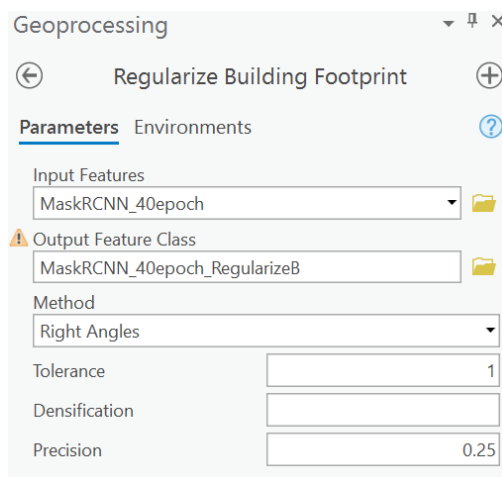 Geoprocessing
Regularize Building Footprint
Parameters Environments
Input Features
MaskRCNN_40epoch
Output Feature Class
MaskRCNN_40epoch_RegularizeB
Method
Right Angles
Tolerance 1
Densification
Precision 0.25